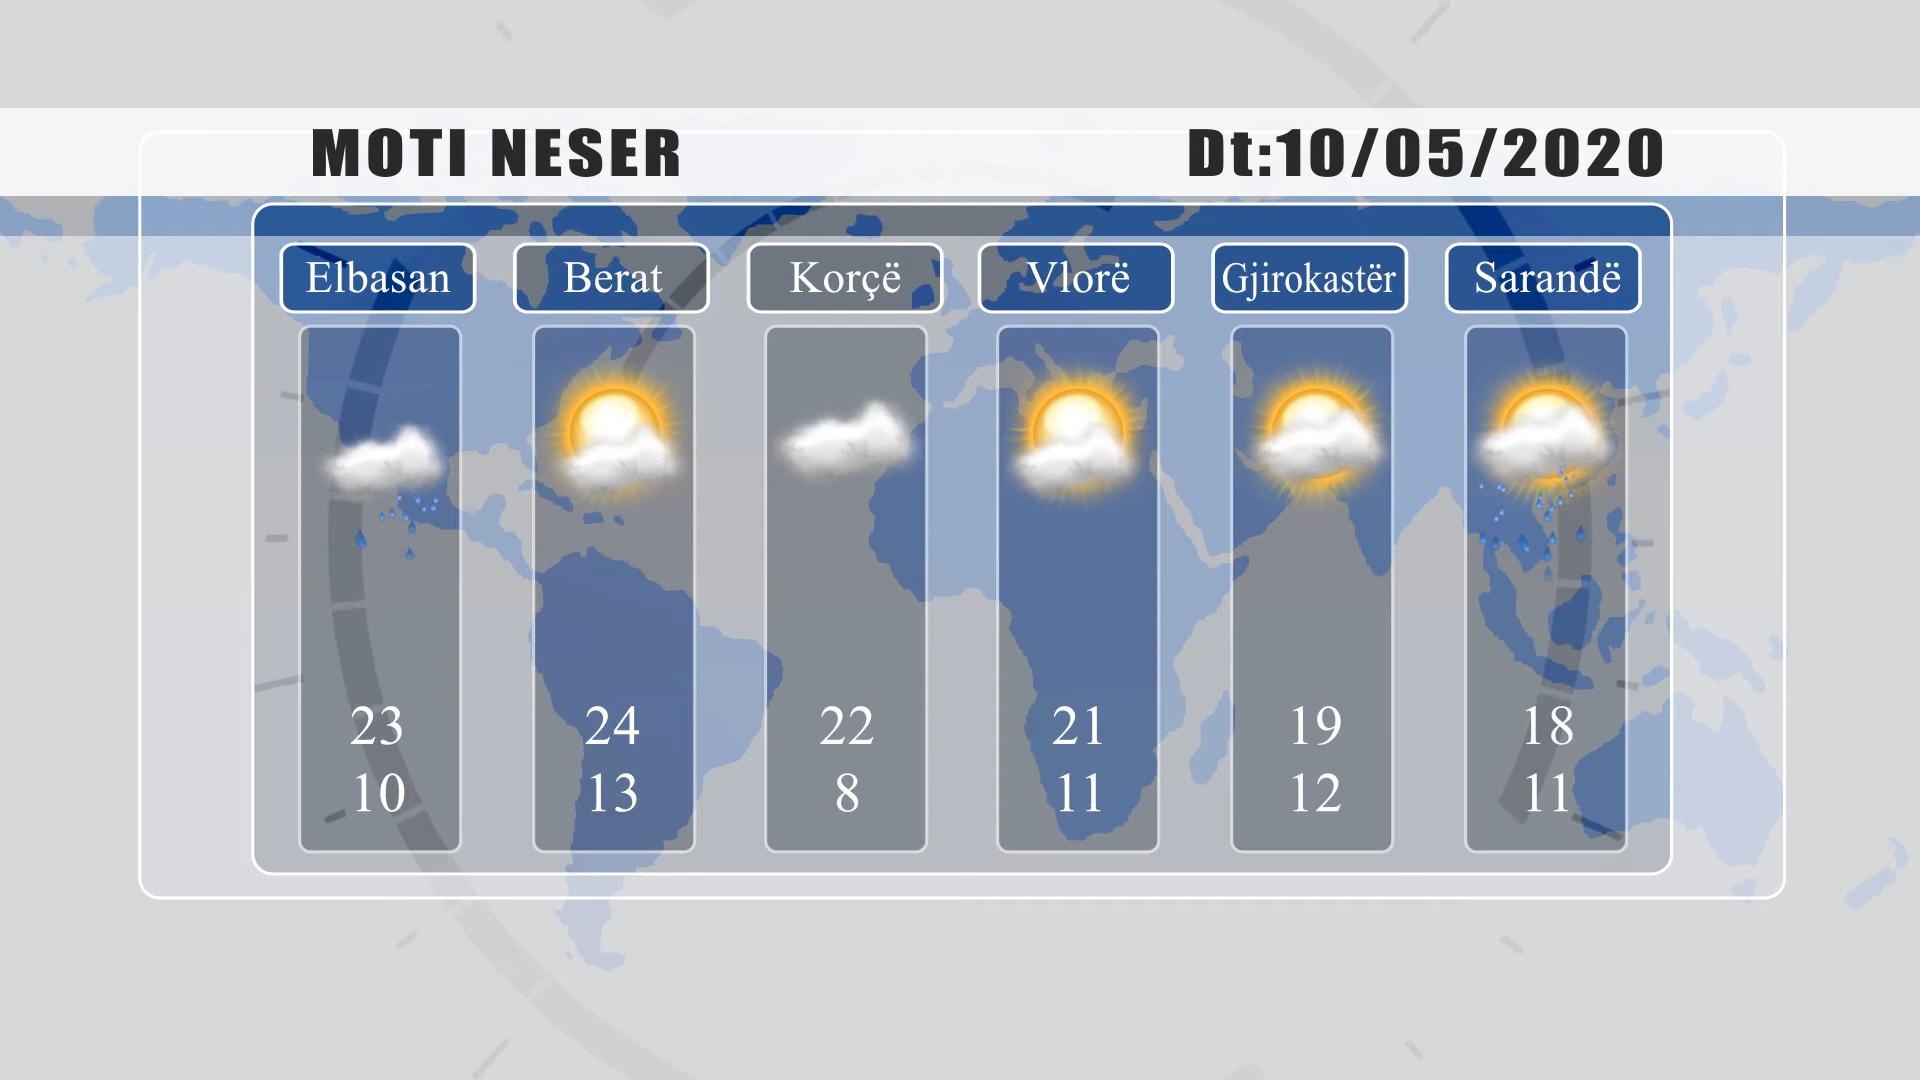 MOTI NESER Dt:10/05/2020
Elbasan Berat Korçë Vlorë Gjirokastër Sarandë
23 24 22 21 19 18
10 13 8 11 12 11